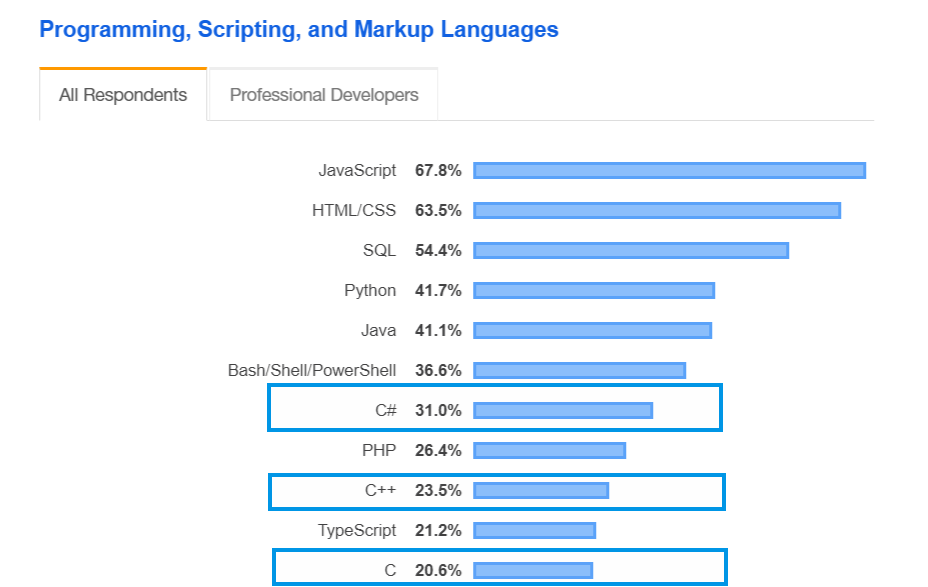 Programming, Scripting, and Markup Languages
All Respondents Professional Developers
JavaScript 67.8%
HTML/CSS 63.5%
SQL 54.4%
Python 41.7%
Java 41.1%
Bash/Shell/PowerShell 36.6%
C# 31.0%
PHP 26.4%
C++ 23.5%
TypeScript 21.2%
C 20.6%